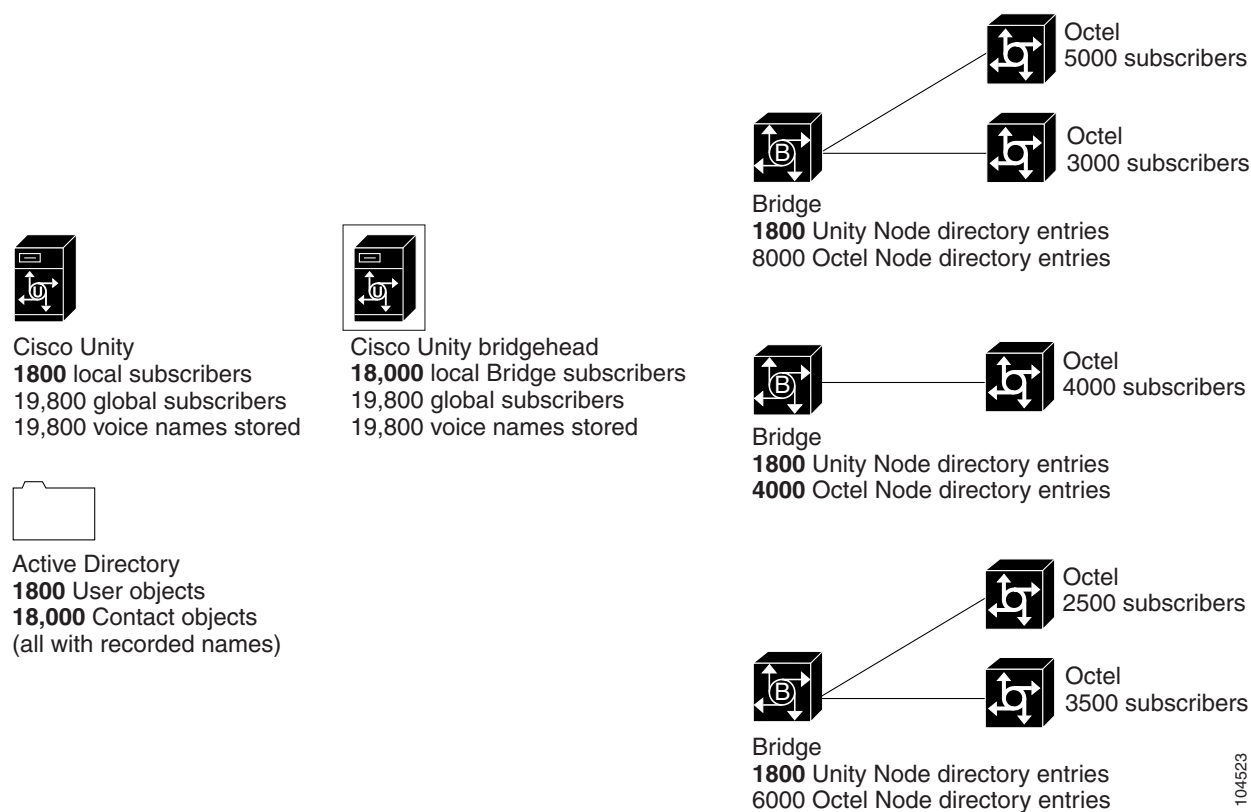 Octel
5000 subscribers
Octel
3000 subscribers
B
Bridge
1800 Unity Node directory entries
8000 Octel Node directory entries
U
Cisco Unity
1800 local subscribers
19,800 global subscribers
19,800 voice names stored
U
Cisco Unity bridgehead
18,000 local Bridge subscribers
19,800 global subscribers
19,800 voice names stored
Octel
4000 subscribers
B
Bridge
1800 Unity Node directory entries
4000 Octel Node directory entries
Active Directory
1800 User objects
18,000 Contact objects
(all with recorded names)
Octel
2500 subscribers
Octel
3500 subscribers
B
Bridge
1800 Unity Node directory entries
6000 Octel Node directory entries
104523